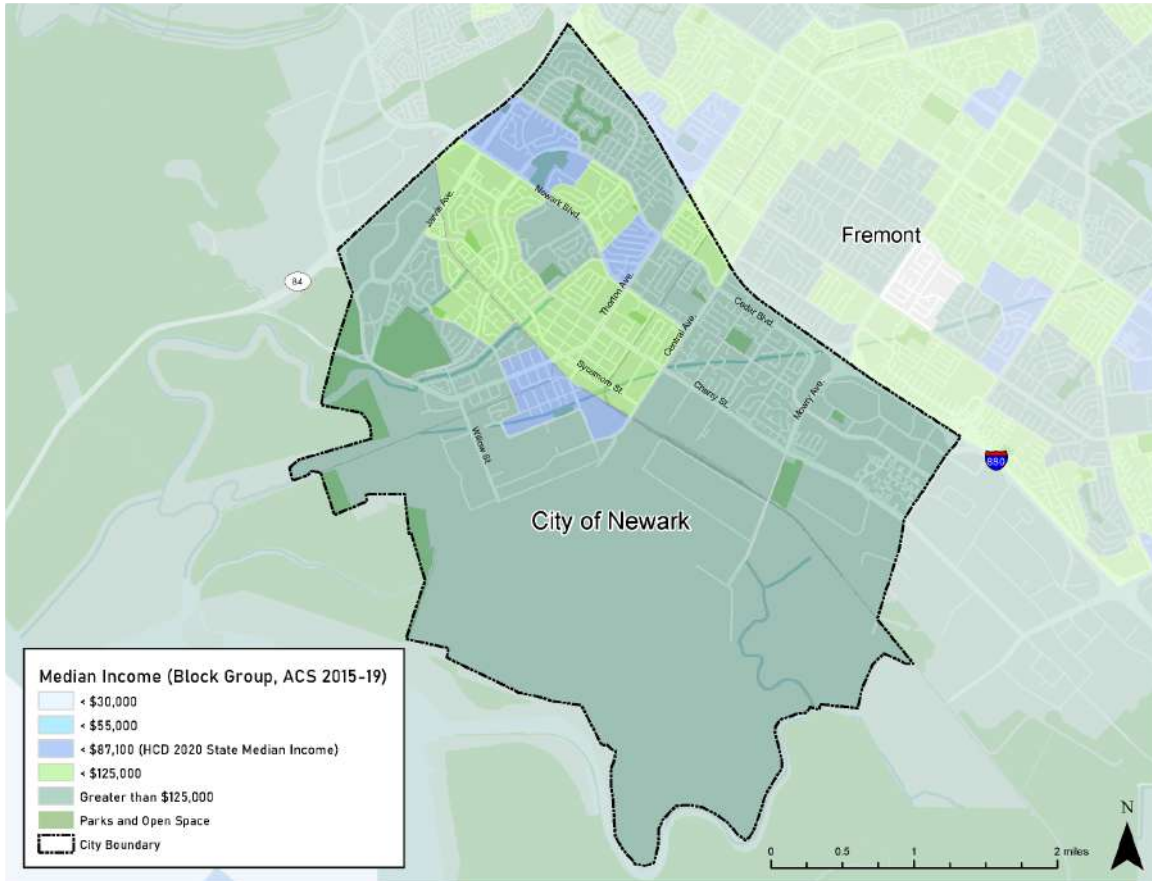 Fremont
Newark Blvd.
Jarvis Ave.
84
Thorton Ave.
Cedar Blvd.
Central Ave.
Sycamore St.
Cherry St.
Mowry Ave.
Willow St.
880
City of Newark
Median Income (Block Group, ACS 2015-19)
< $30,000
< $55,000
< $87,100 (HCD 2020 State Median Income)
< $125,000
Greater than $125,000
Parks and Open Space
City Boundary
N
0 0.5 1 2 miles